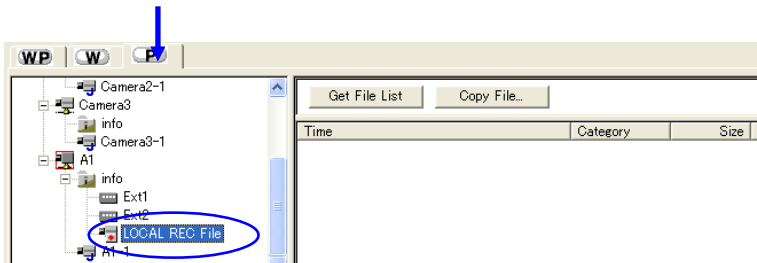 WP W P
Camera2-1
Camera3
info
Camera3-1
A1
info
Ext1
Ext2
LOCAL REC File
A1-1
Get File List Copy File...
Time Category Size